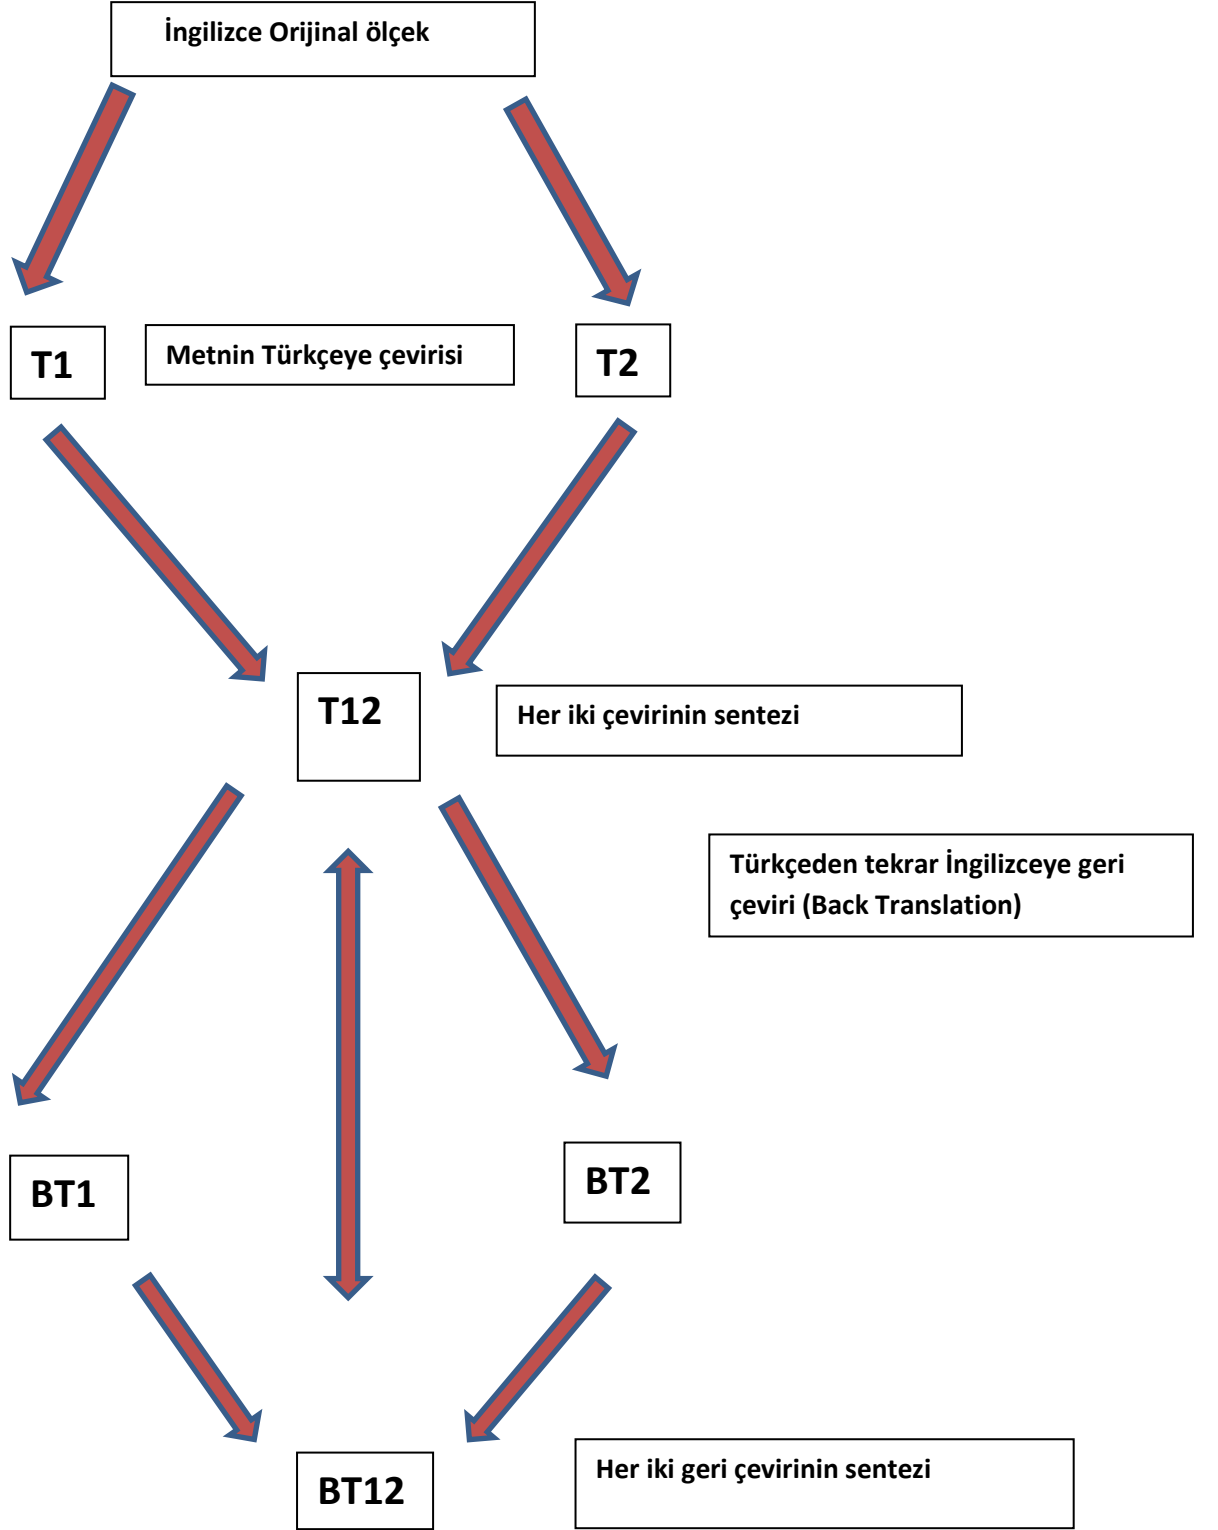 İngilizce Orijinal ölçek
T1
Metnin Türkçeye çevirisi
T2
T12
Her iki çevirinin sentezi
Türkçeden tekrar İngilizceye geri
çeviri (Back Translation)
BT1
BT2
BT12
Her iki geri çevirinin sentezi